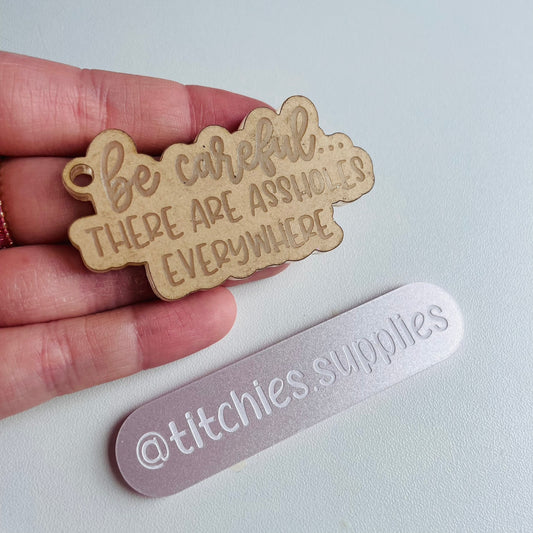 be careful...
THERE ARE ASSHOLES
EVERYWHERE
@titchies.supplies